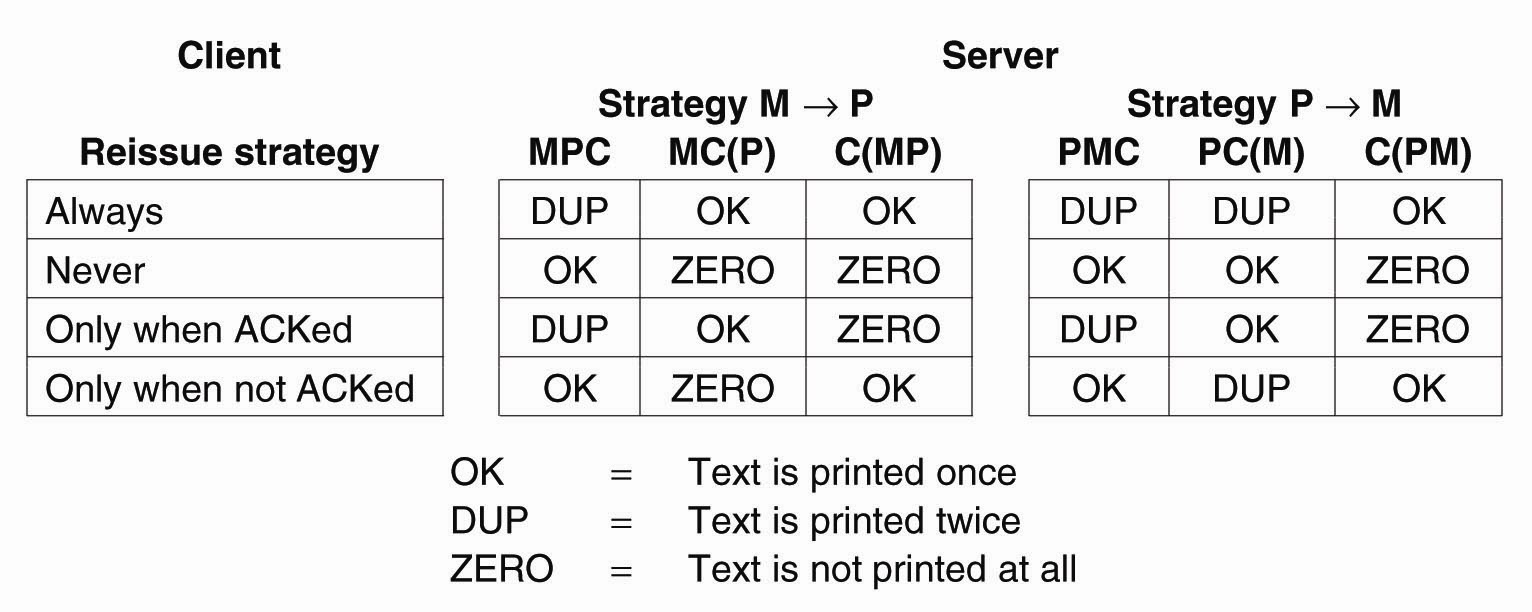 Client Server
Strategy M → P Strategy P → M
Reissue strategy MPC MC(P) C(MP) PMC PC(M) C(PM)
Always DUP OK OK DUP DUP OK
Never OK ZERO ZERO OK OK ZERO
Only when ACKed DUP OK ZERO DUP OK ZERO
Only when not ACKed OK ZERO OK OK DUP OK
OK = Text is printed once
DUP = Text is printed twice
ZERO = Text is not printed at all